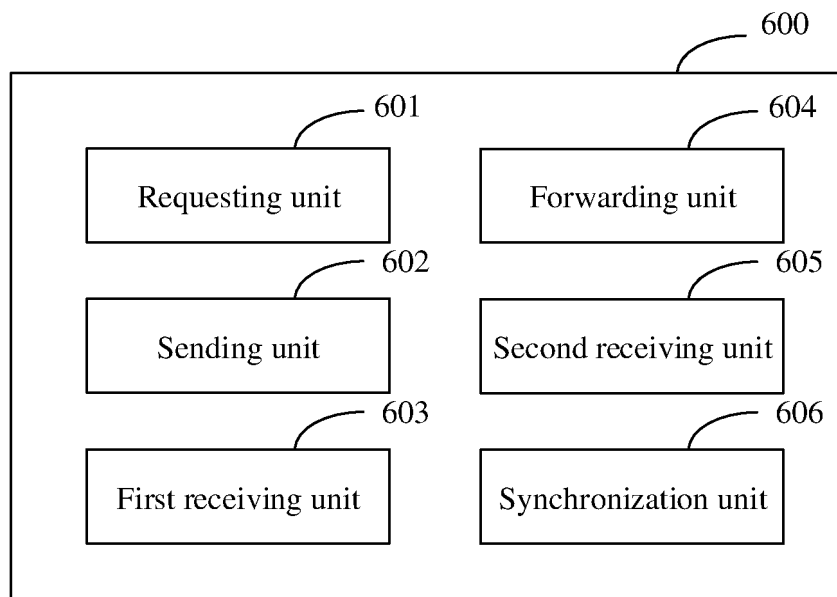 600
601
Requesting unit
604
Forwarding unit
602
Sending unit
605
Second receiving unit
603
First receiving unit
606
Synchronization unit